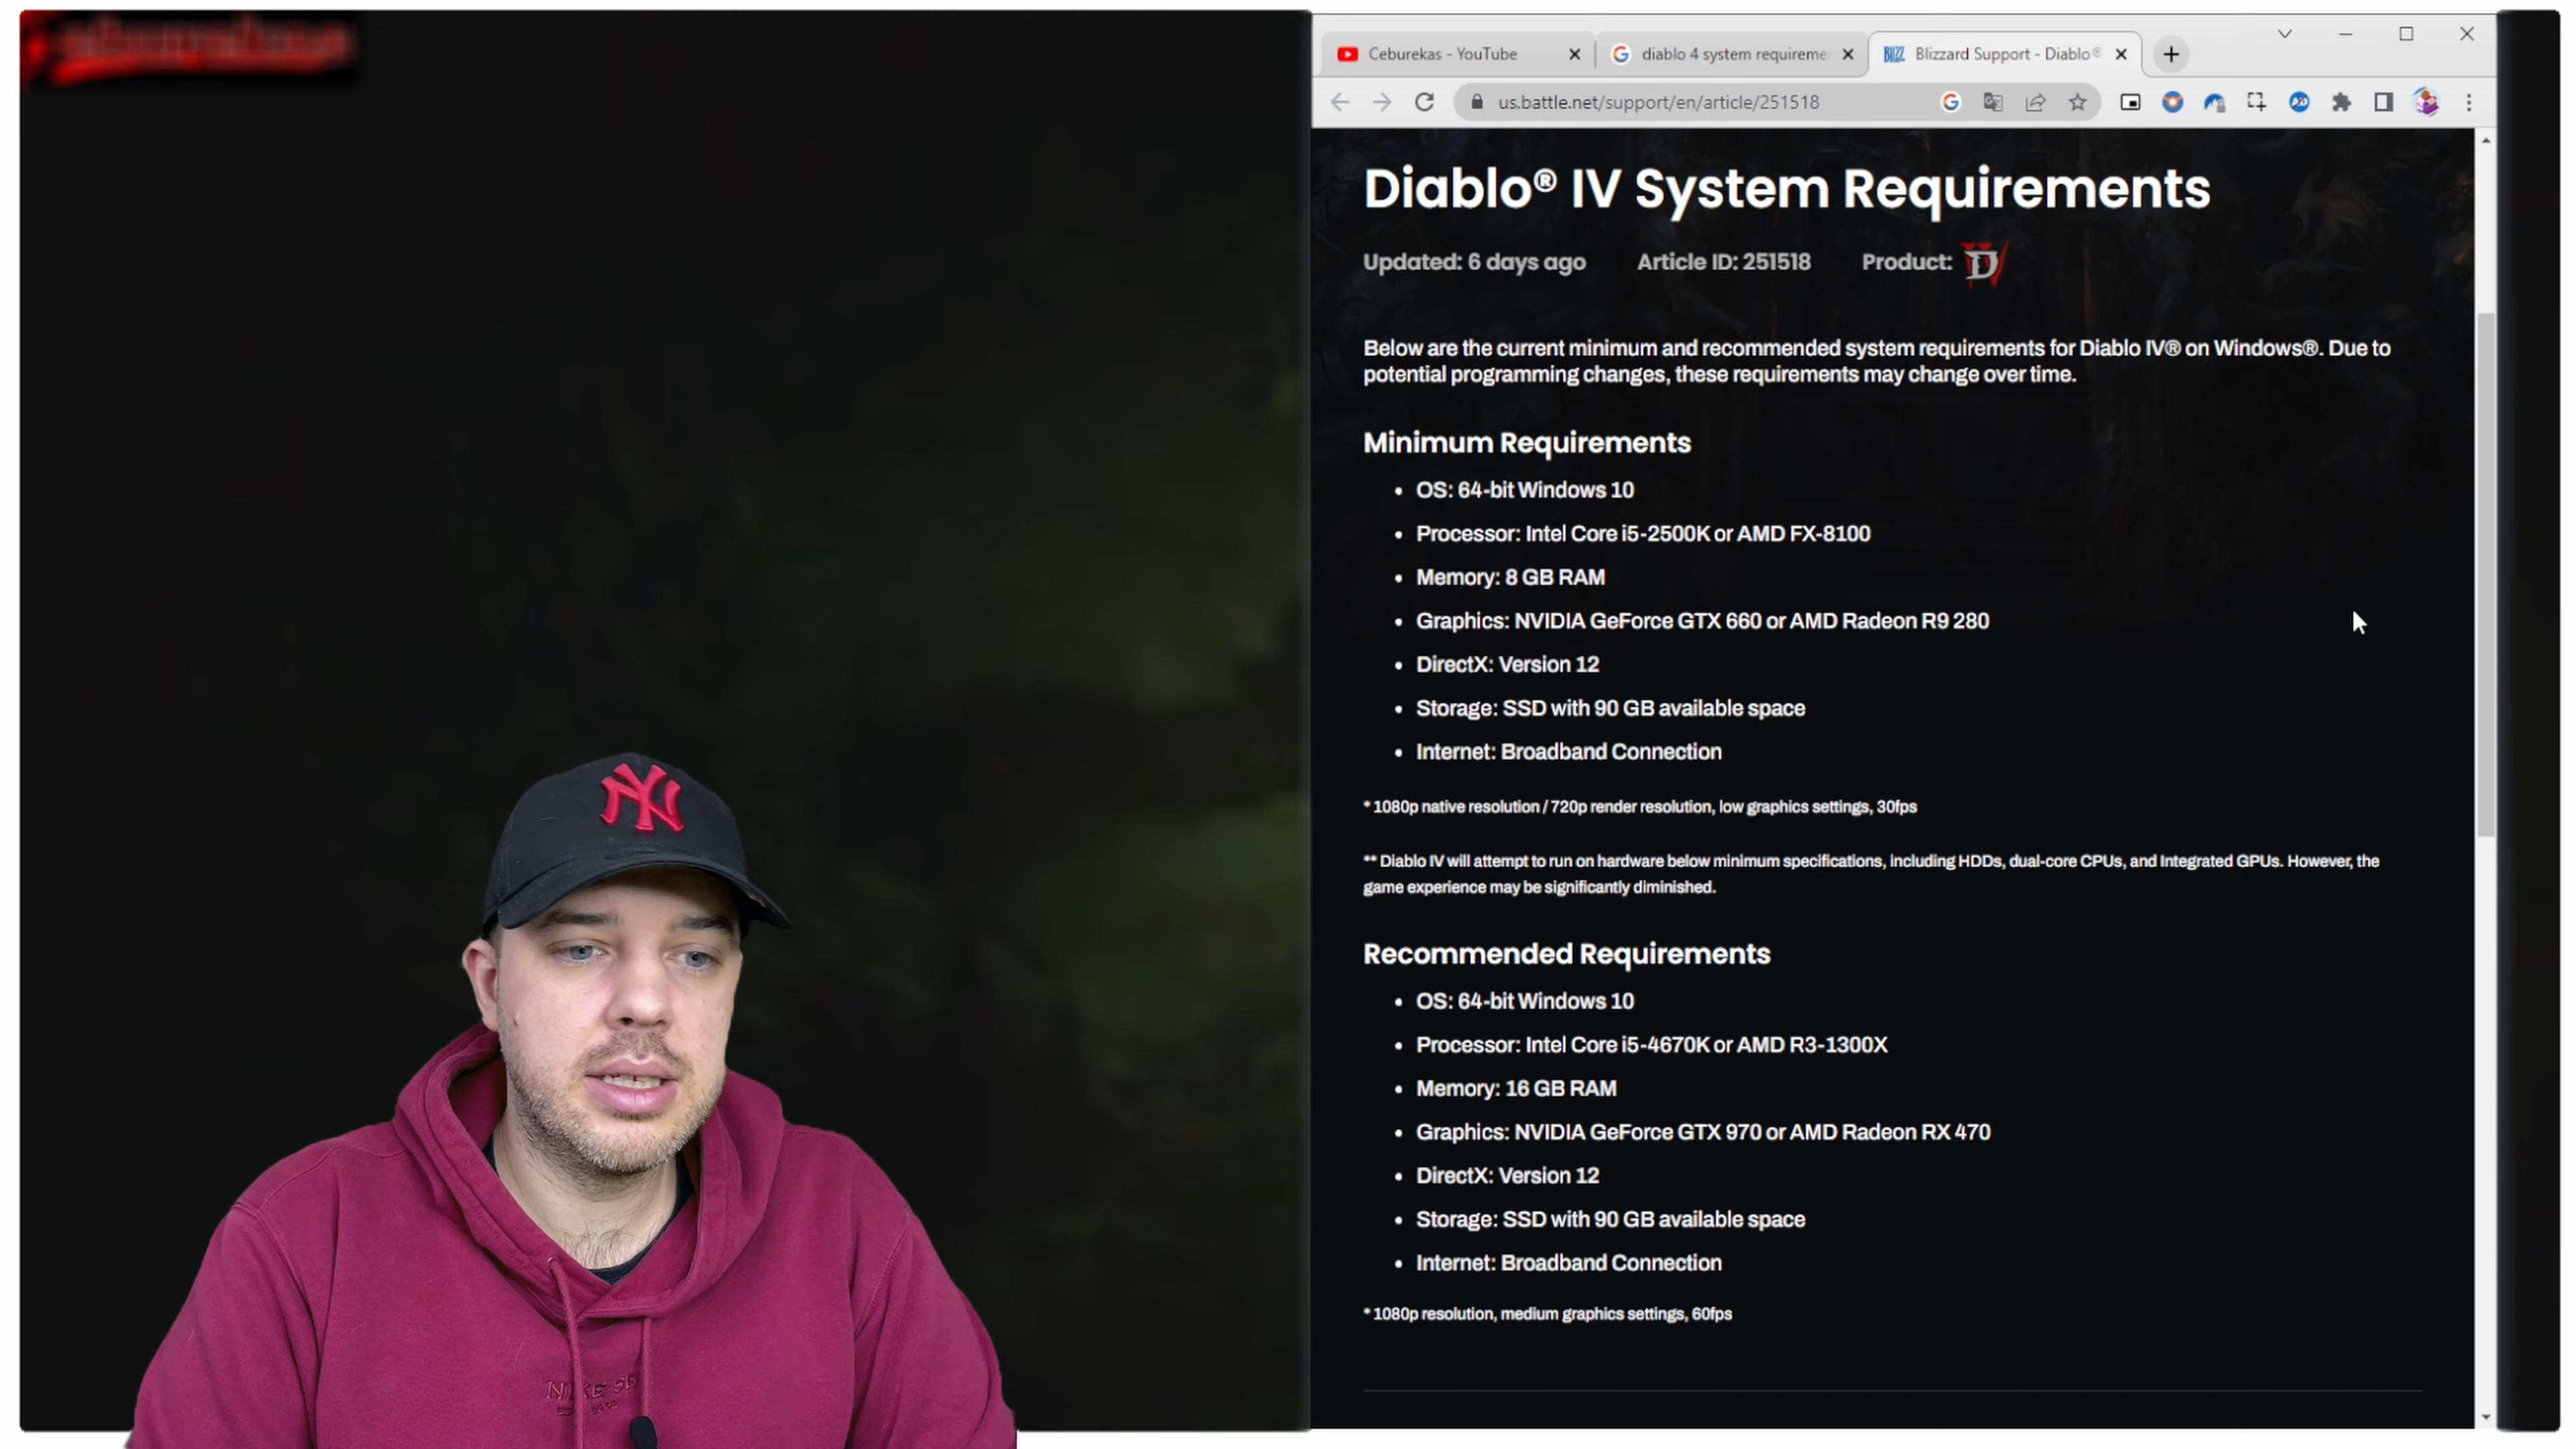 Ceburekas - YouTube
diablo 4 system requireme
BLIZZ Blizzard Support - Diablo®
us.battle.net/support/en/article/251518
Diablo® IV System Requirements
Updated: 6 days ago Article ID: 251518 Product:
Below are the current minimum and recommended system requirements for Diablo IV® on Windows®. Due to
potential programming changes, these requirements may change over time.
Minimum Requirements
• OS: 64-bit Windows 10
• Processor: Intel Core i5-2500K or AMD FX-8100
• Memory: 8 GB RAM
• Graphics: NVIDIA GeForce GTX 660 or AMD Radeon R9 280
• DirectX: Version 12
• Storage: SSD with 90 GB available space
• Internet: Broadband Connection
* 1080p native resolution / 720p render resolution, low graphics settings, 30fps
** Diablo IV will attempt to run on hardware below minimum specifications, including HDDs, dual-core CPUs, and Integrated GPUs. However, the
game experience may be significantly diminished.
Recommended Requirements
• OS: 64-bit Windows 10
• Processor: Intel Core i5-4670K or AMD R3-1300X
• Memory: 16 GB RAM
• Graphics: NVIDIA GeForce GTX 970 or AMD Radeon RX 470
• DirectX: Version 12
• Storage: SSD with 90 GB available space
• Internet: Broadband Connection
* 1080p resolution, medium graphics settings, 60fps
NY
NIKE SB